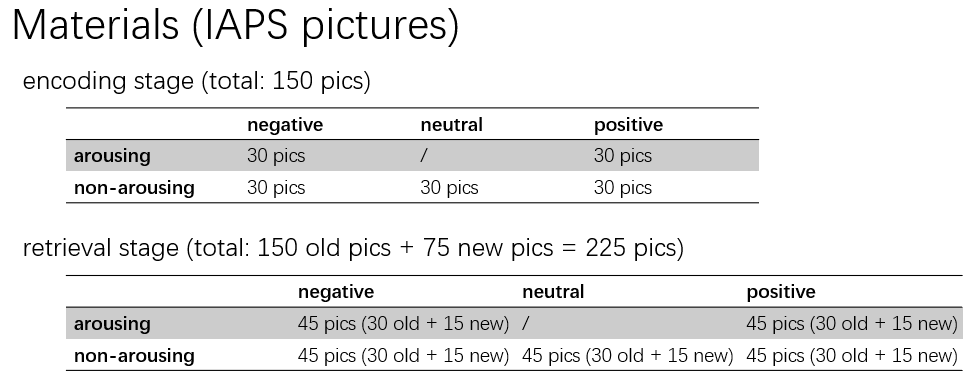 Materials (IAPS pictures)
encoding stage (total: 150 pics)
negative neutral positive
arousing 30 pics / 30 pics
non-arousing 30 pics 30 pics 30 pics
retrieval stage (total: 150 old pics + 75 new pics = 225 pics)
negative neutral positive
arousing 45 pics (30 old + 15 new) / 45 pics (30 old + 15 new)
non-arousing 45 pics (30 old + 15 new) 45 pics (30 old + 15 new) 45 pics (30 old + 15 new)